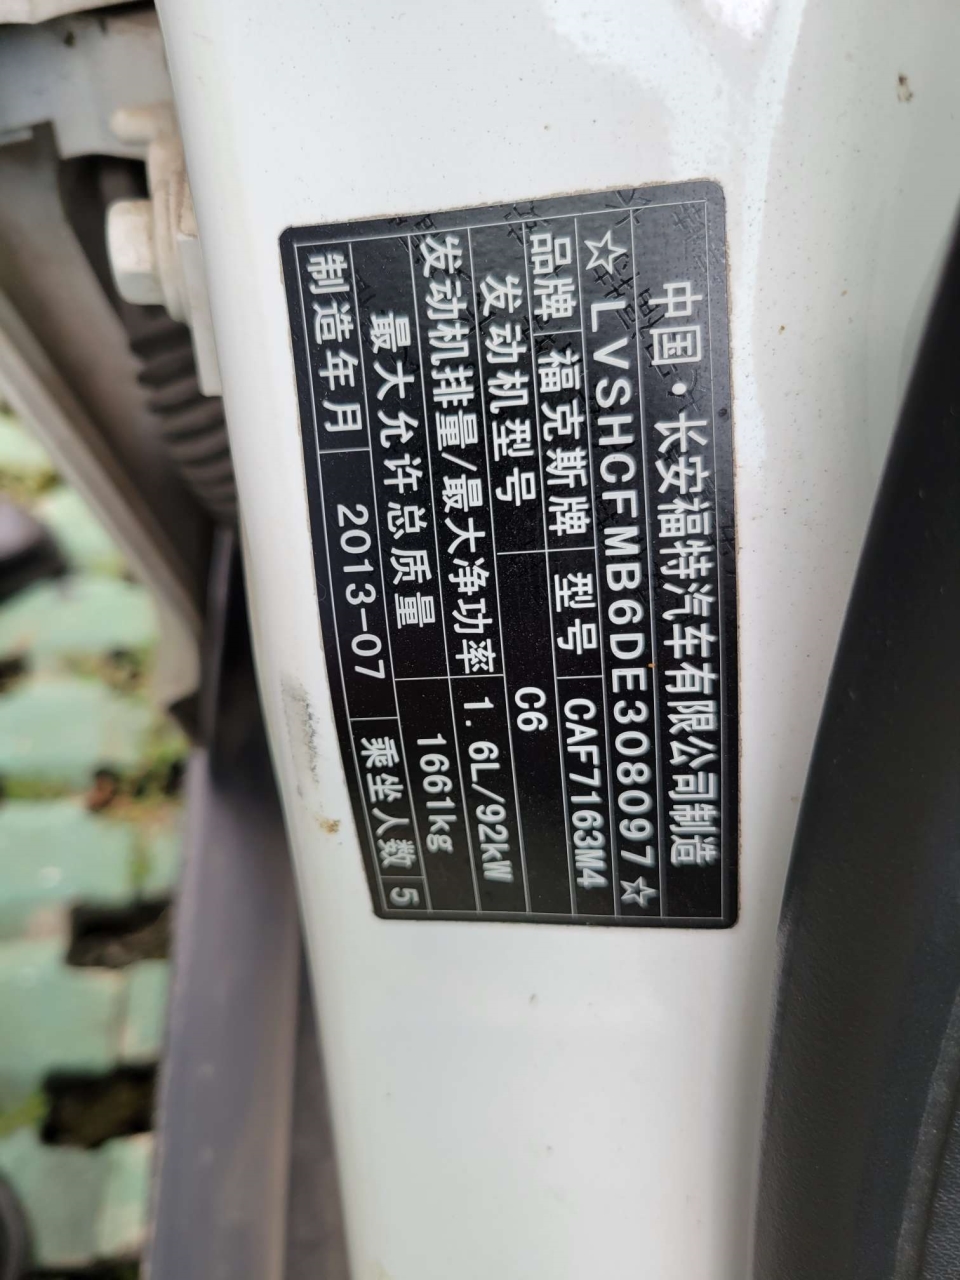 中国·长安福特汽车有限公司制造
☆LVSHCFMB6DE308097☆
品牌 福克斯牌 型号 CAF7163M4
发动机型号 C6
发动机排量/最大净功率 1.6L/92kW
最大允许总质量 1661kg
制造年月 2013-07 乘坐人数 5